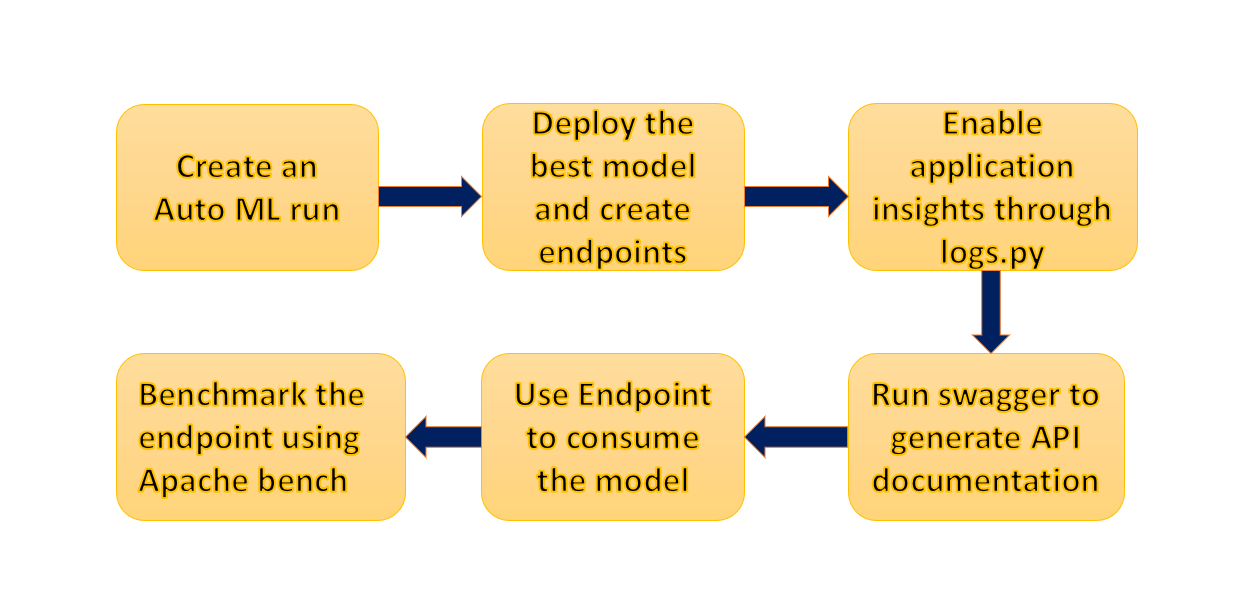 Create an
Auto ML run
Deploy the
best model
and create
endpoints
Enable
application
insights through
logs.py
Run swagger to
generate API
documentation
Use Endpoint
to consume
the model
Benchmark the
endpoint using
Apache bench